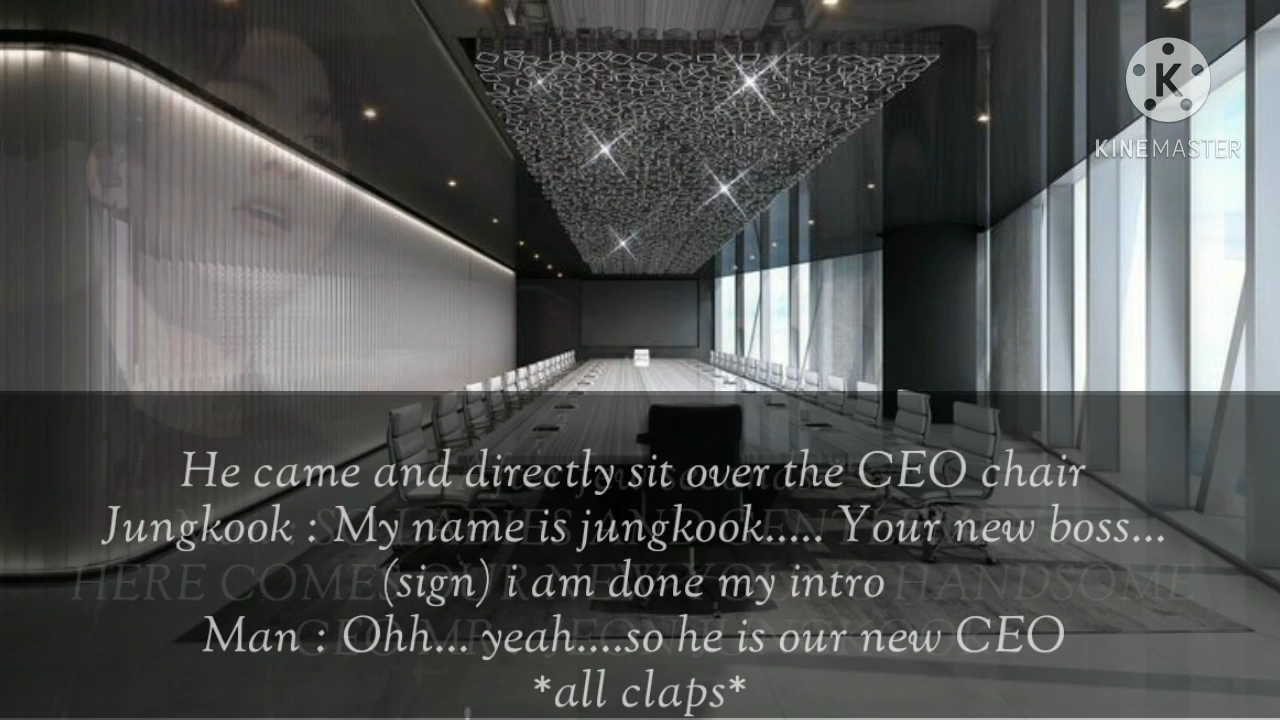 KINEMASTER
He came and directly sit over the CEO chair
Jungkook : My name is jungkook..... Your new boss...
(sign) i am done my intro
Man : Ohh... yeah....so he is our new CEO
*all claps*